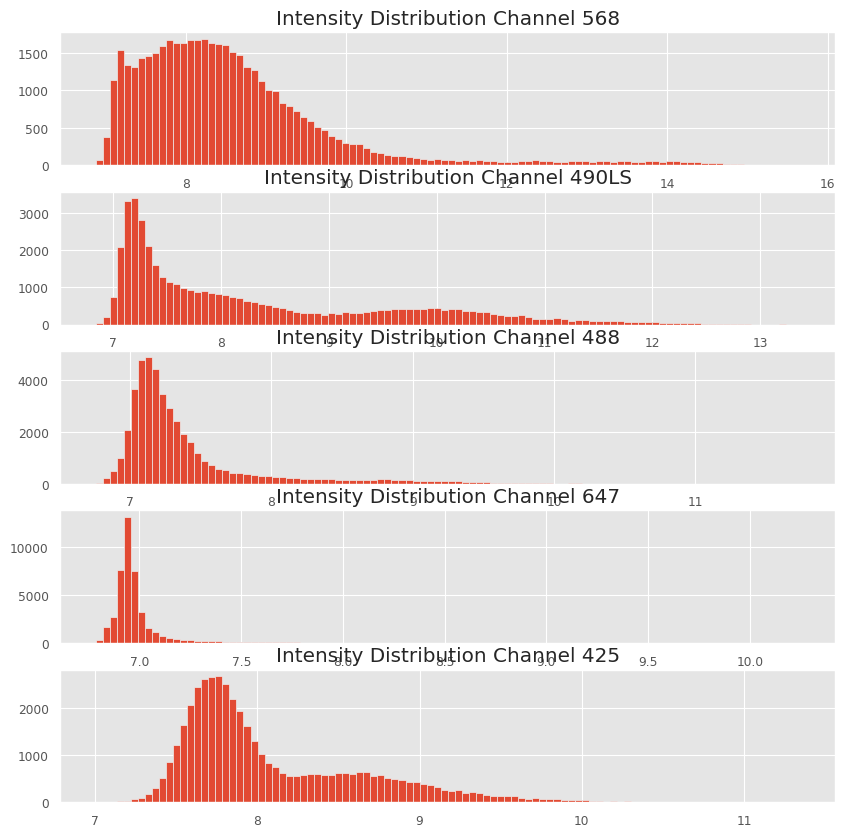 Intensity Distribution Channel 568
1500
1000
500
0
8 10 12 14 16
Intensity Distribution Channel 490LS
3000
2000
1000
0
7 8 9 10 11 12 13
Intensity Distribution Channel 488
4000
2000
0
7 8 9 10 11
Intensity Distribution Channel 647
10000
5000
0
7.0 7.5 8.0 8.5 9.0 9.5 10.0
Intensity Distribution Channel 425
2000
1000
0
7 8 9 10 11